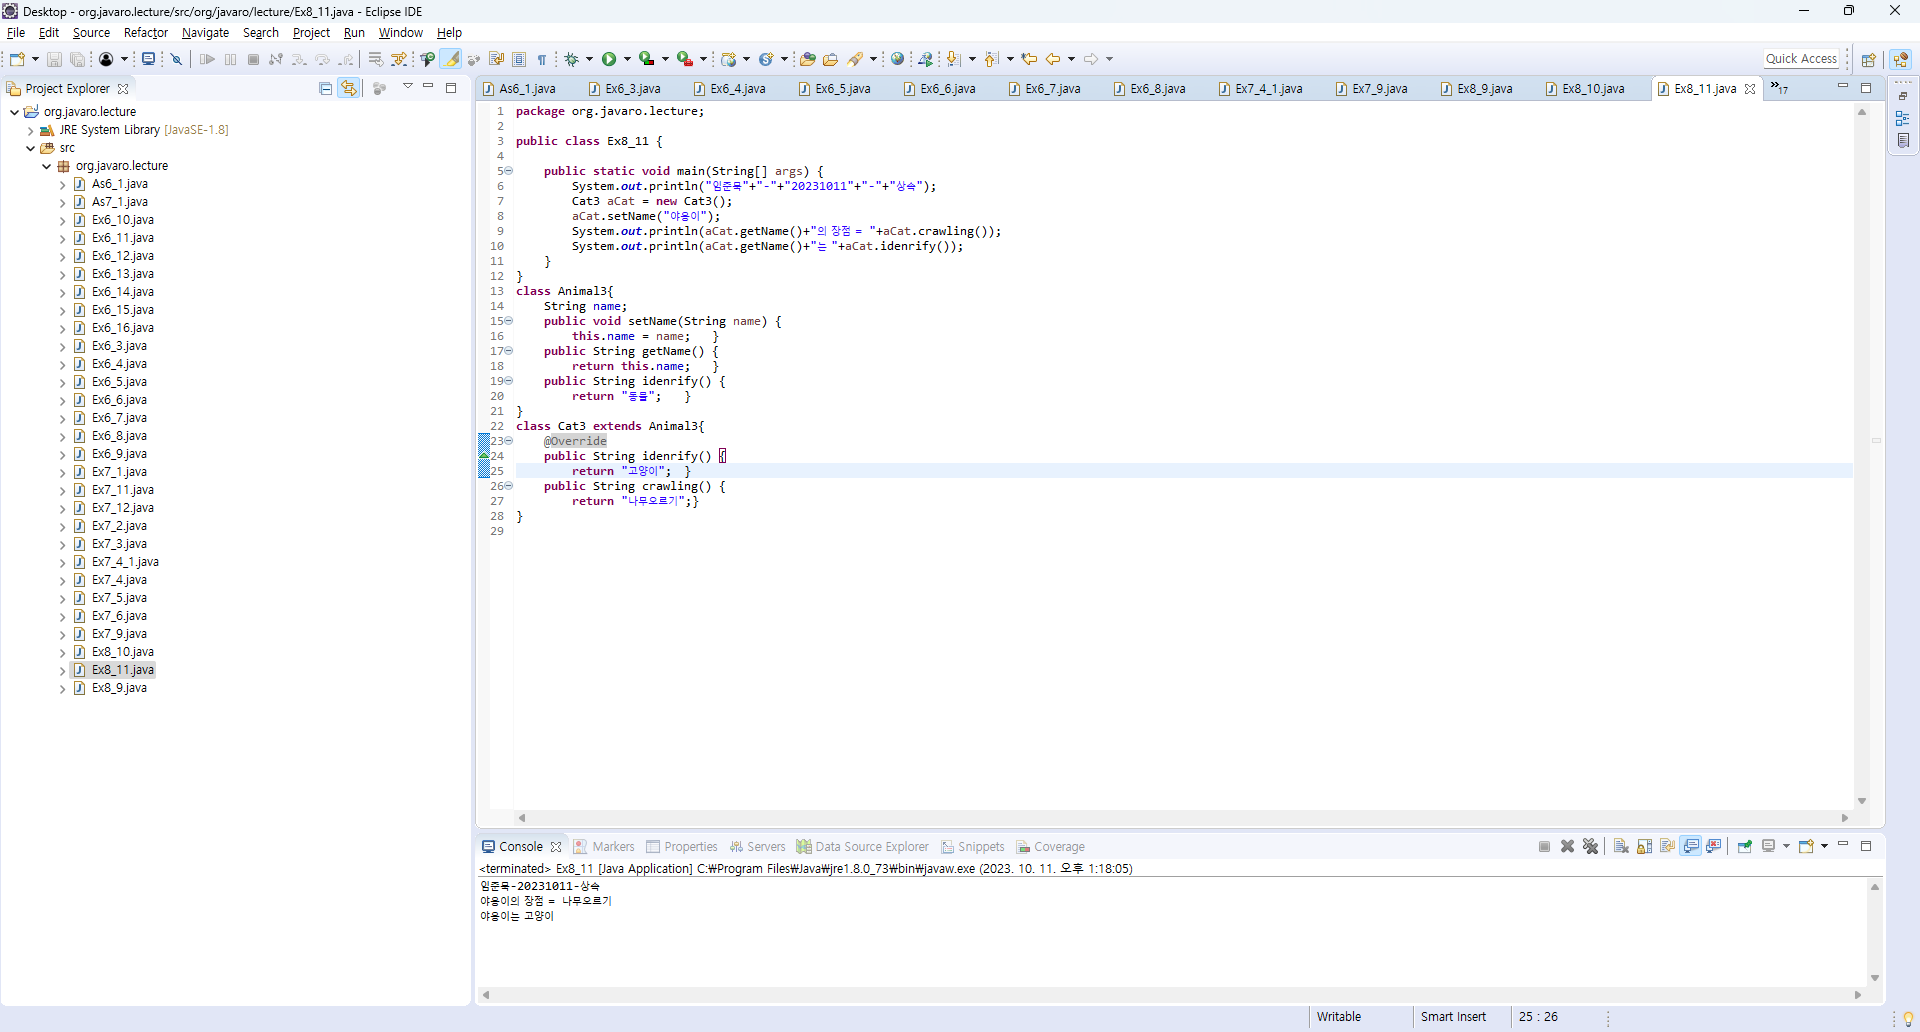 Desktop - org.javaro.lecture/src/org/javaro/lecture/Ex8_11.java - Eclipse IDE
File Edit Source Refactor Navigate Search Project Run Window Help
Quick Access
Project Explorer
org.javaro.lecture
JRE System Library [JavaSE-1.8]
src
org.javaro.lecture
As6_1.java
As7_1.java
Ex6_10.java
Ex6_11.java
Ex6_12.java
Ex6_13.java
Ex6_14.java
Ex6_15.java
Ex6_16.java
Ex6_3.java
Ex6_4.java
Ex6_5.java
Ex6_6.java
Ex6_7.java
Ex6_8.java
Ex6_9.java
Ex7_1.java
Ex7_11.java
Ex7_12.java
Ex7_2.java
Ex7_3.java
Ex7_4_1.java
Ex7_4.java
Ex7_5.java
Ex7_6.java
Ex7_9.java
Ex8_10.java
Ex8_11.java
Ex8_9.java
As6_1.java Ex6_3.java Ex6_4.java Ex6_5.java Ex6_6.java Ex6_7.java Ex6_8.java Ex7_4_1.java Ex7_9.java Ex8_9.java Ex8_10.java Ex8_11.java »17
1 package org.javaro.lecture;
2
3 public class Ex8_11 {
4
5 public static void main(String[] args) {
6 System.out.println("임준묵"+"-"+"20231011"+"-"+"상속");
7 Cat3 aCat = new Cat3();
8 aCat.setName("야옹이");
9 System.out.println(aCat.getName()+"의 장점 = "+aCat.crawling());
10 System.out.println(aCat.getName()+"는 "+aCat.idenrify());
11 }
12 }
13 class Animal3{
14 String name;
15 public void setName(String name) {
16 this.name = name; }
17 public String getName() {
18 return this.name; }
19 public String idenrify() {
20 return "동물"; }
21 }
22 class Cat3 extends Animal3{
23 @Override
24 public String idenrify() {
25 return "고양이"; }
26 public String crawling() {
27 return "나무오르기";}
28 }
29
Console Markers Properties Servers Data Source Explorer Snippets Coverage
<terminated> Ex8_11 [Java Application] C:₩Program Files₩Java₩jre1.8.0_73₩bin₩javaw.exe (2023. 10. 11. 오후 1:18:05)
임준묵-20231011-상속
야옹이의 장점 = 나무오르기
야옹이는 고양이
Writable Smart Insert 25 : 26